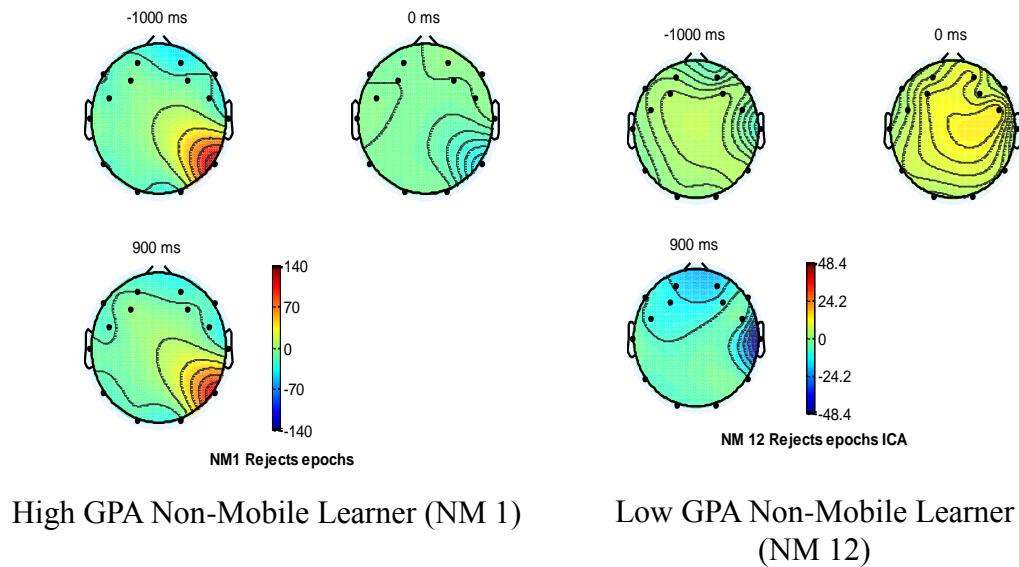 -1000 ms
0 ms
900 ms
140
70
0
-70
-140
NM1 Rejects epochs
High GPA Non-Mobile Learner (NM 1)
-1000 ms
0 ms
900 ms
48.4
24.2
0
-24.2
-48.4
NM 12 Rejects epochs ICA
Low GPA Non-Mobile Learner
(NM 12)